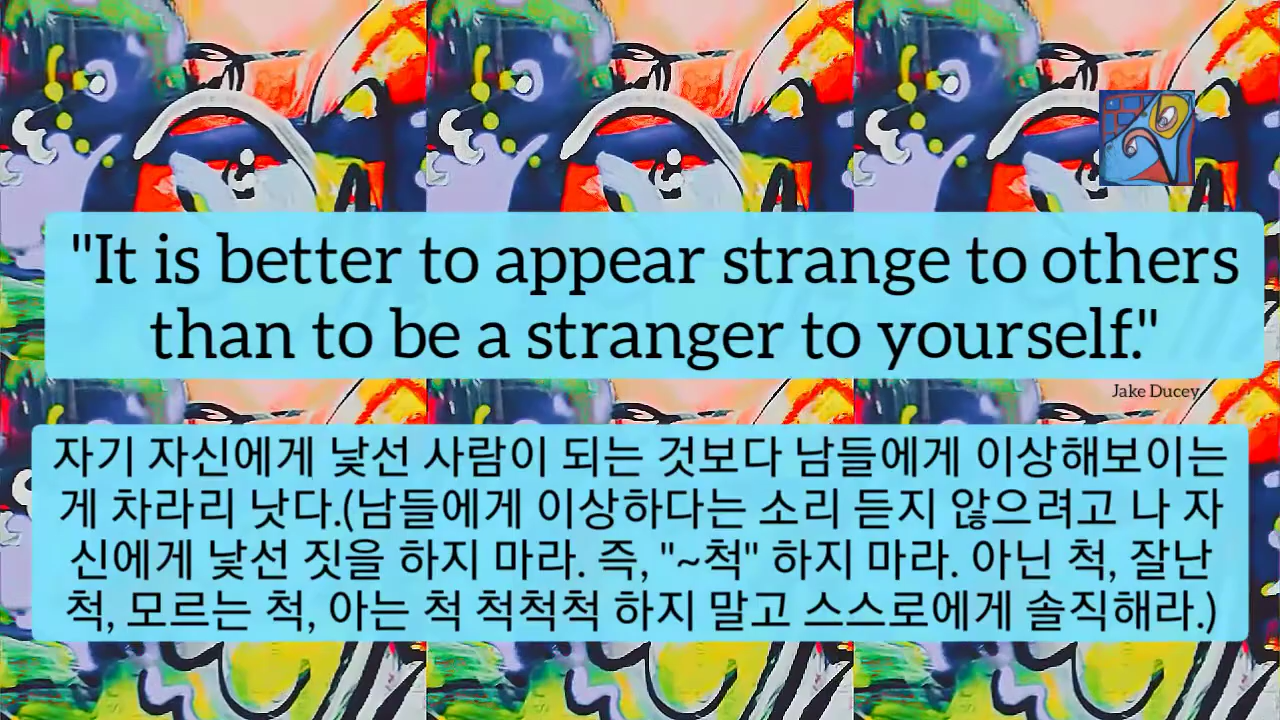 "It is better to appear strange to others
than to be a stranger to yourself."
Jake Ducey
자기 자신에게 낯선 사람이 되는 것보다 남들에게 이상해보이는
게 차라리 낫다.(남들에게 이상하다는 소리 듣지 않으려고 나 자
신에게 낯선 짓을 하지 마라. 즉, "~척" 하지 마라. 아닌 척, 잘난
척, 모르는 척, 아는 척 척척척 하지 말고 스스로에게 솔직해라.)